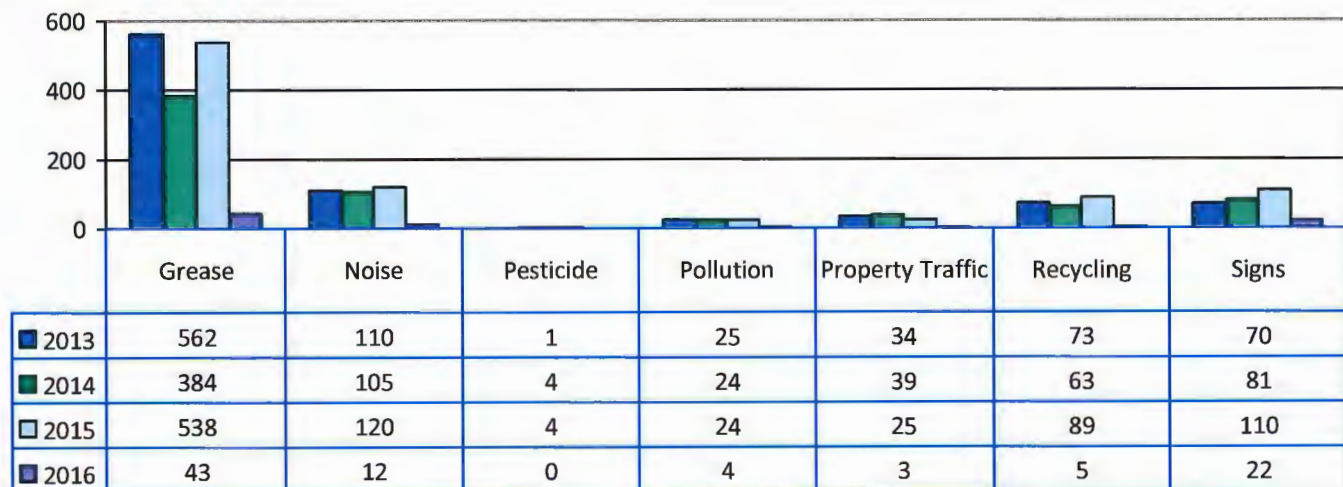 600
400
200
0
Grease Noise Pesticide Pollution Property Traffic Recycling Signs
2013 562 110 1 25 34 73 70
2014 384 105 4 24 39 63 81
2015 538 120 4 24 25 89 110
2016 43 12 0 4 3 5 22